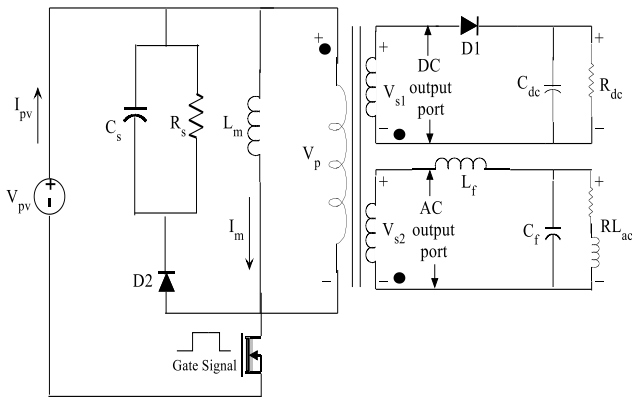 I_pv
V_pv
+
-
C_s
R_s
L_m
I_m
D2
Gate Signal
+
V_p
−
+
V_s1
−
DC
output
port
D1
C_dc
+
R_dc
−
+
V_s2
−
AC
output
port
L_f
C_f
+
RL_ac
−